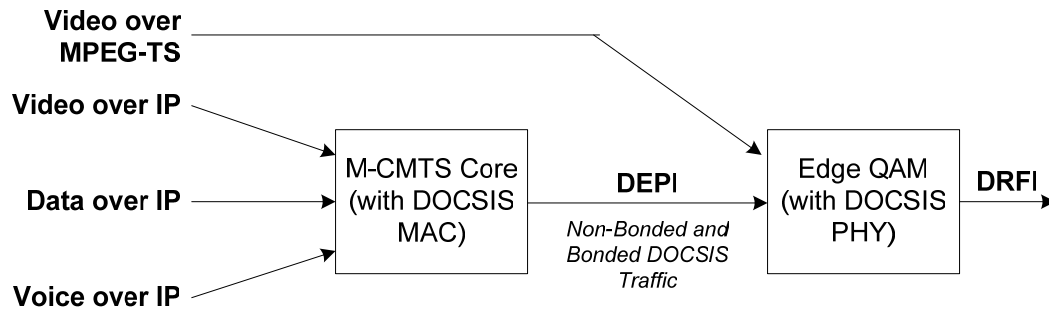 Video over
MPEG-TS
Video over IP
Data over IP
Voice over IP
M-CMTS Core
(with DOCSIS
MAC)
DEPI
Non-Bonded and
Bonded DOCSIS
Traffic
Edge QAM
(with DOCSIS
PHY)
DRFI